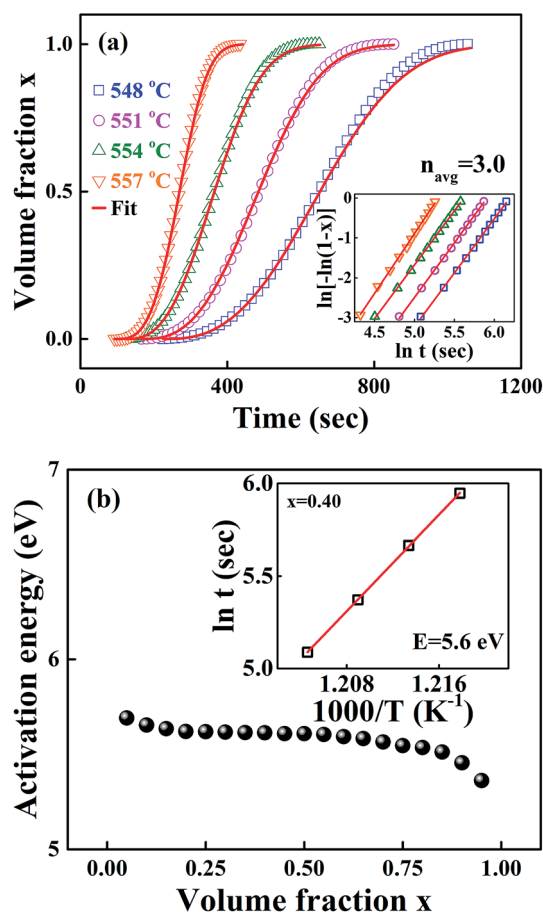 (a)
1.0
0.5
0.0
Volume fraction x
548 °C
551 °C
554 °C
557 °C
Fit
n_avg=3.0
ln[-ln(1-x)]
0
-1
-2
-3
4.5 5.0 5.5 6.0
ln t (sec)
0 400 800 1200
Time (sec)
(b)
7
6
5
Activation energy (eV)
x=0.40
6.0
5.5
5.0
ln t (sec)
E=5.6 eV
1.208 1.216
1000/T (K⁻¹)
0.00 0.25 0.50 0.75 1.00
Volume fraction x